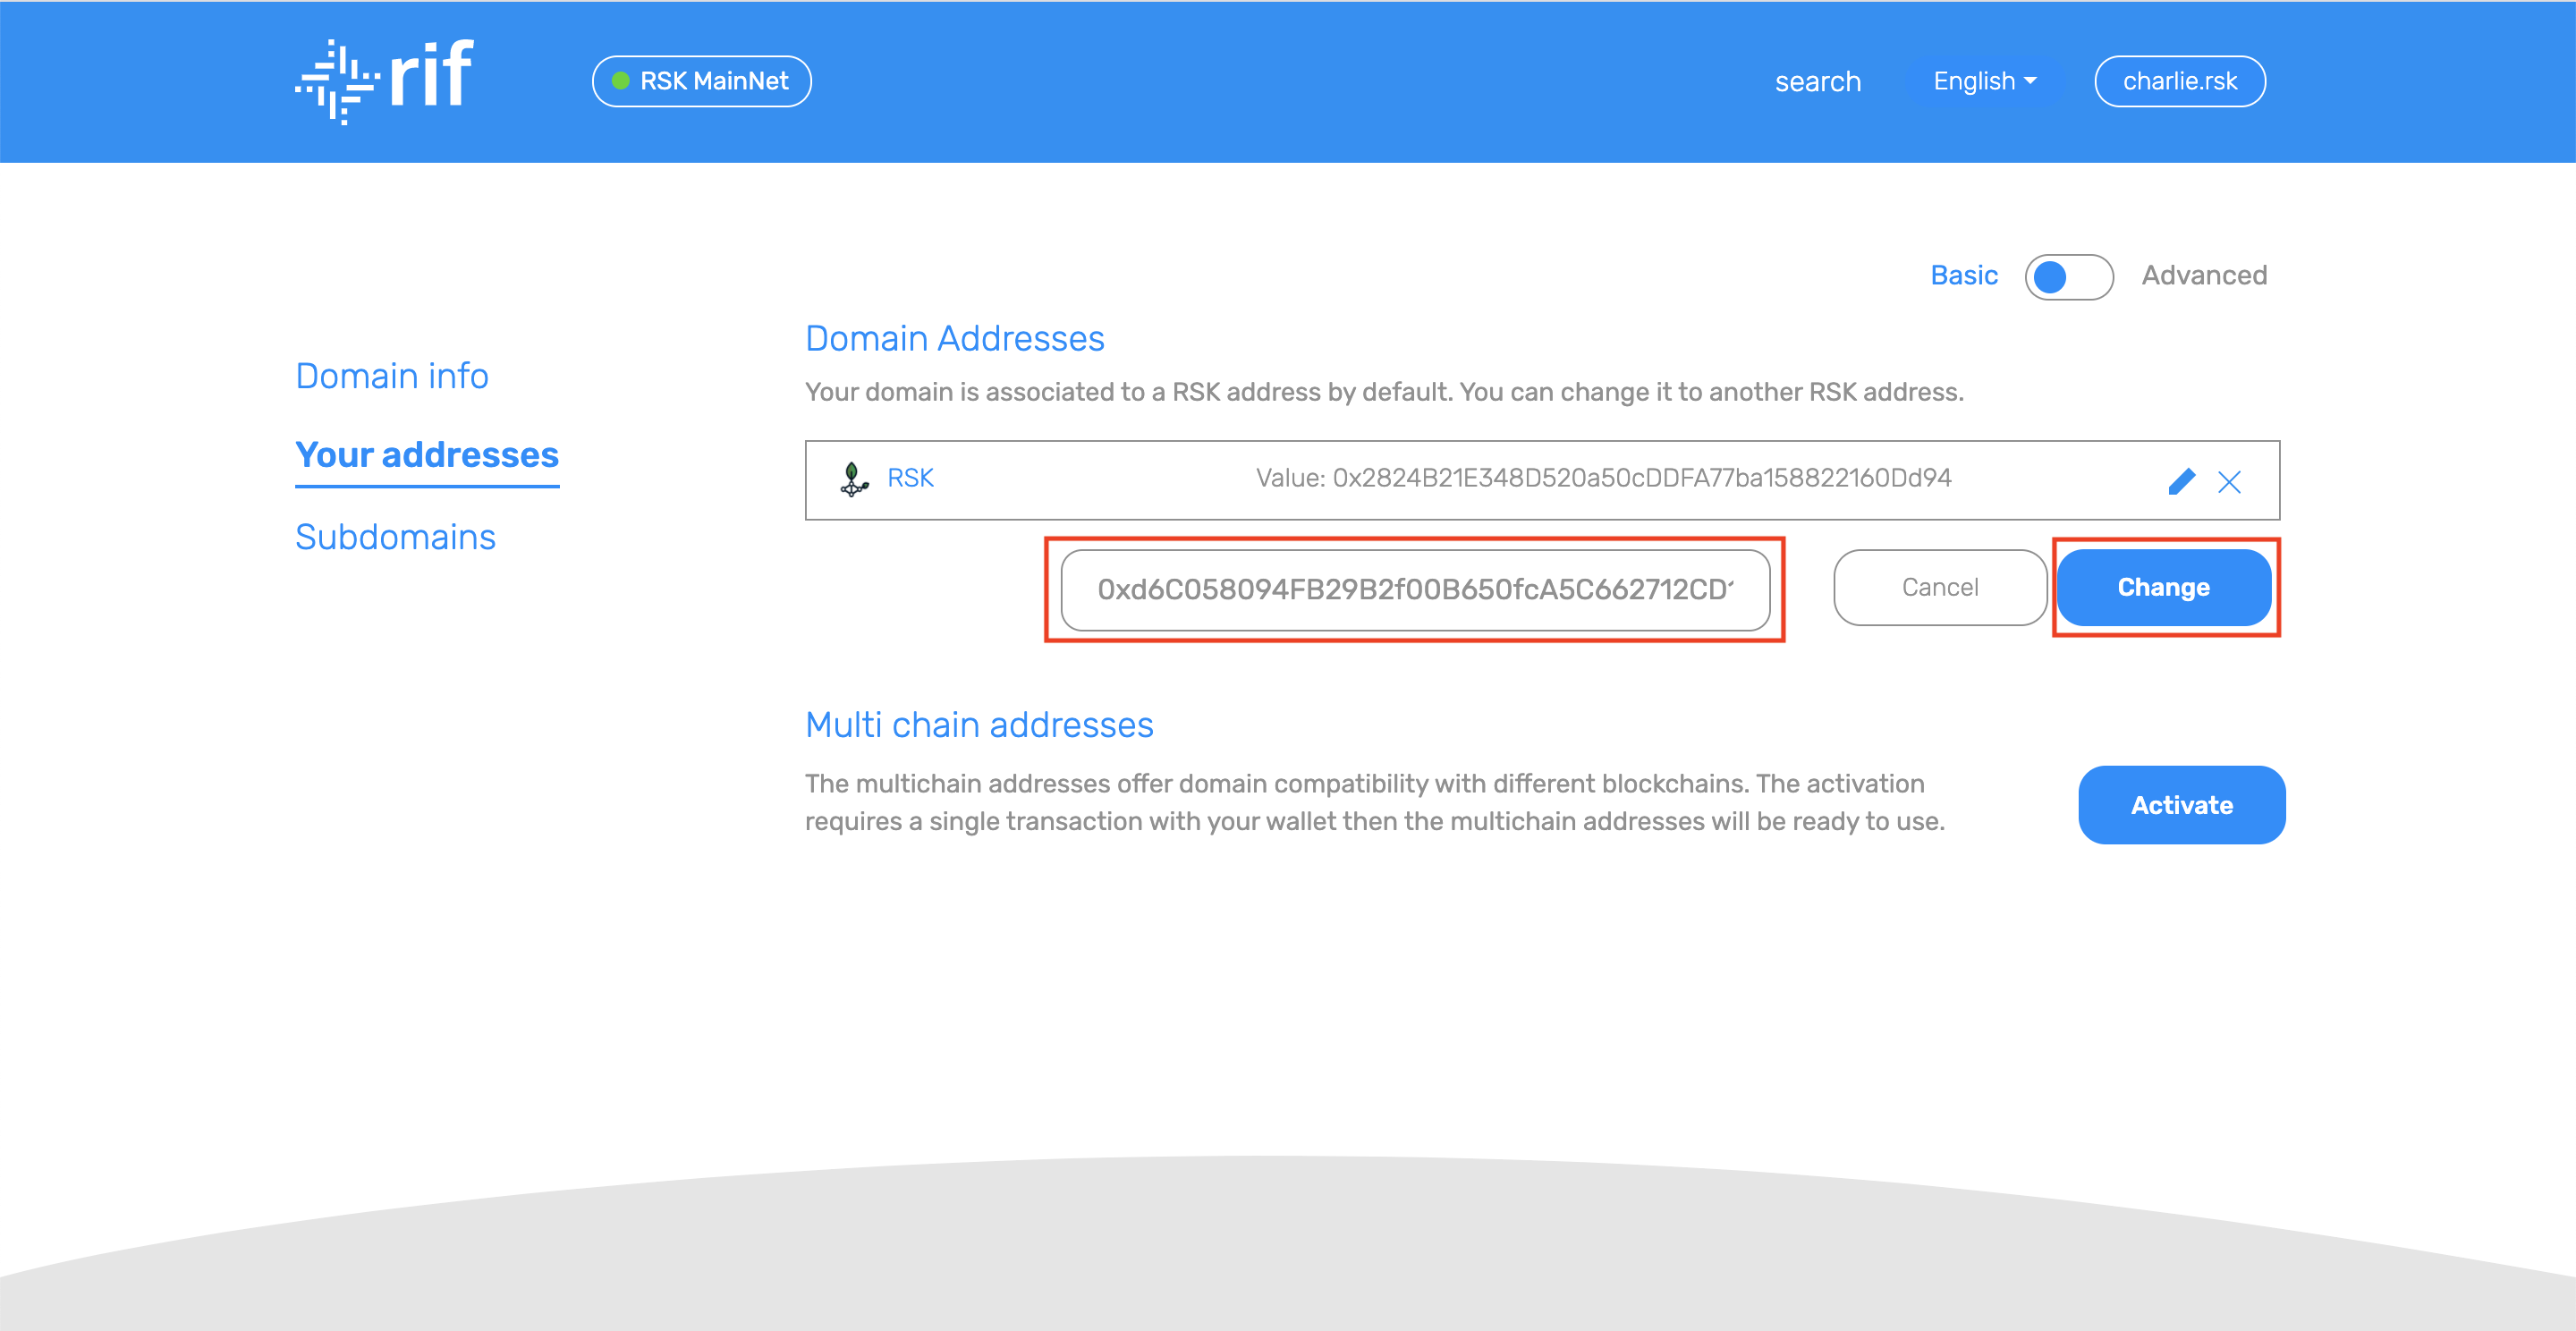 rif
RSK MainNet
search
English
charlie.rsk
Basic
Advanced
Domain info
Your addresses
Subdomains
Domain Addresses
Your domain is associated to a RSK address by default. You can change it to another RSK address.
RSK
Value: 0x2824B21E348D520a50cDDFA77ba158822160Dd94
0xd6C058094FB29B2f00B650fcA5C662712CD
Cancel
Change
Multi chain addresses
The multichain addresses offer domain compatibility with different blockchains. The activation
requires a single transaction with your wallet then the multichain addresses will be ready to use.
Activate